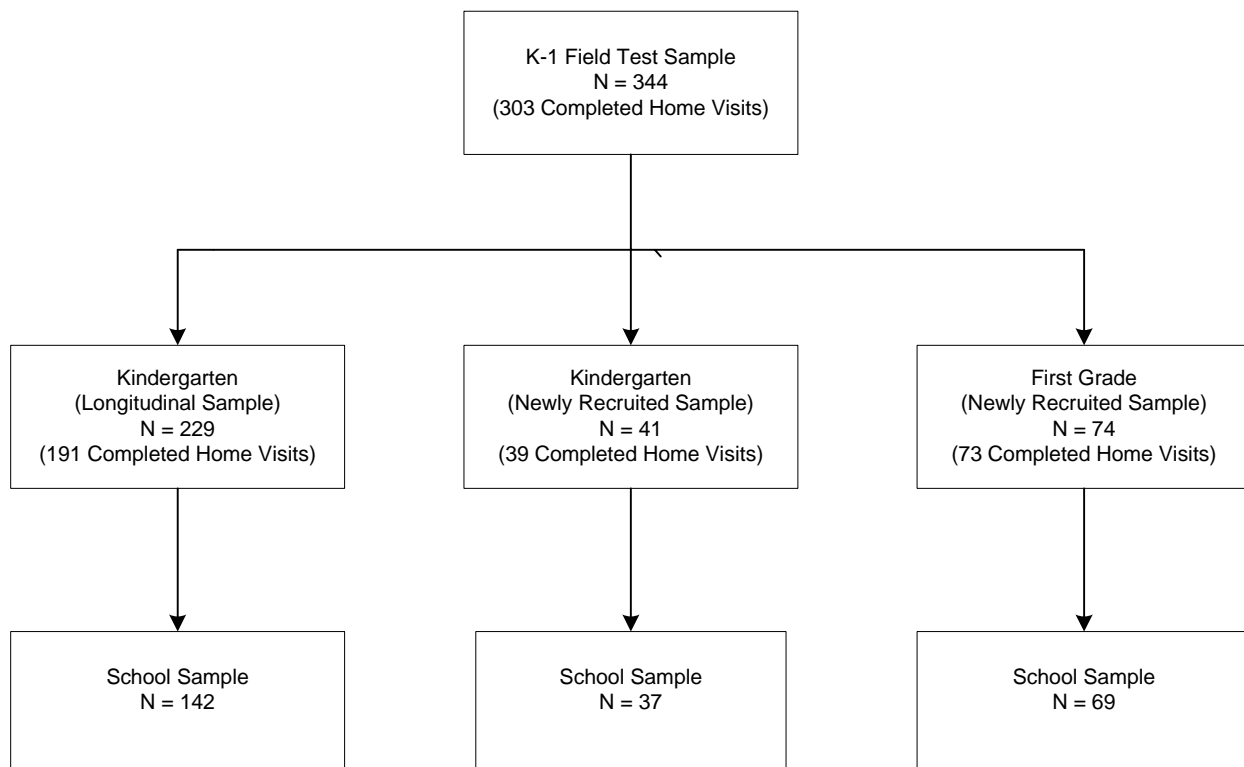 K-1 Field Test Sample
N = 344
(303 Completed Home Visits)
Kindergarten
(Longitudinal Sample)
N = 229
(191 Completed Home Visits)
Kindergarten
(Newly Recruited Sample)
N = 41
(39 Completed Home Visits)
First Grade
(Newly Recruited Sample)
N = 74
(73 Completed Home Visits)
School Sample
N = 142
School Sample
N = 37
School Sample
N = 69